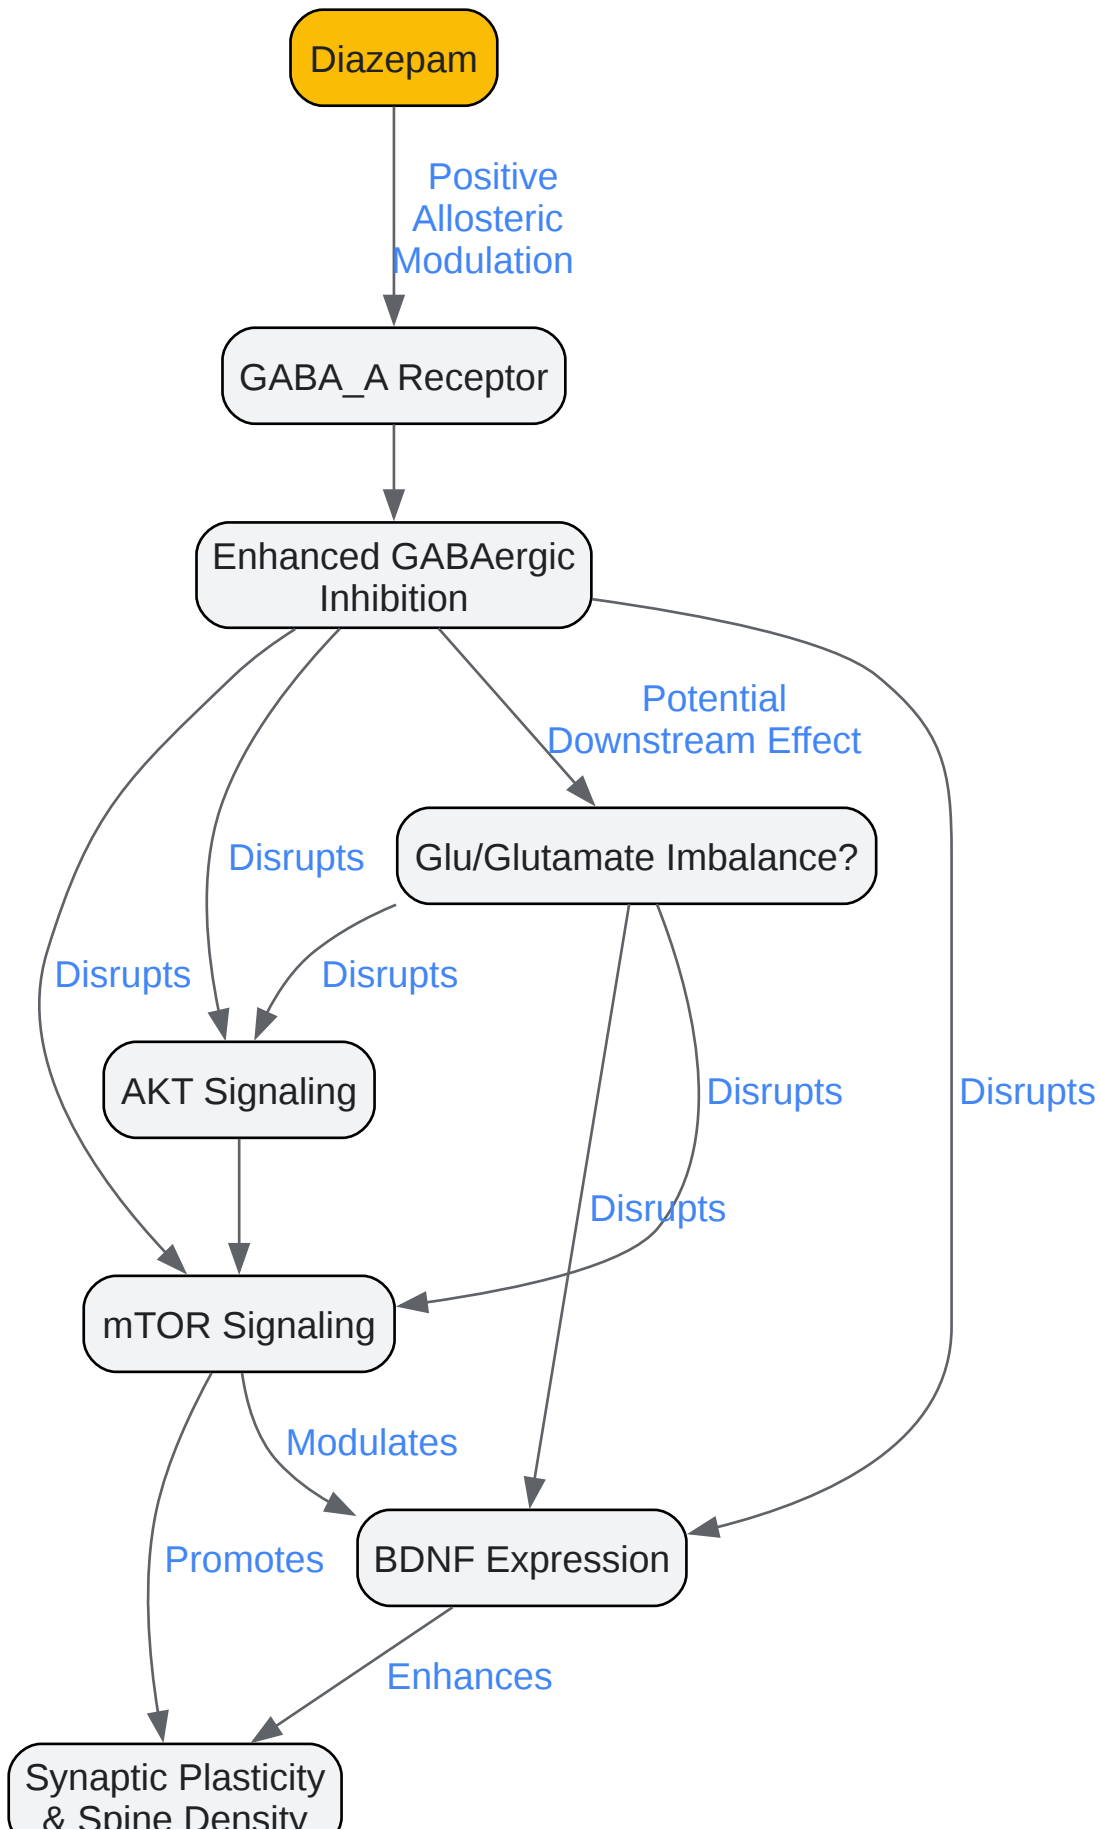 Diazepam
Positive
Allosteric
Modulation
GABA_A Receptor
Enhanced GABAergic
Inhibition
Potential
Downstream Effect
Disrupts
Glu/Glutamate Imbalance?
Disrupts
Disrupts
AKT Signaling
Disrupts
Disrupts
Disrupts
mTOR Signaling
Modulates
Promotes
BDNF Expression
Enhances
Synaptic Plasticity
& Spine Density